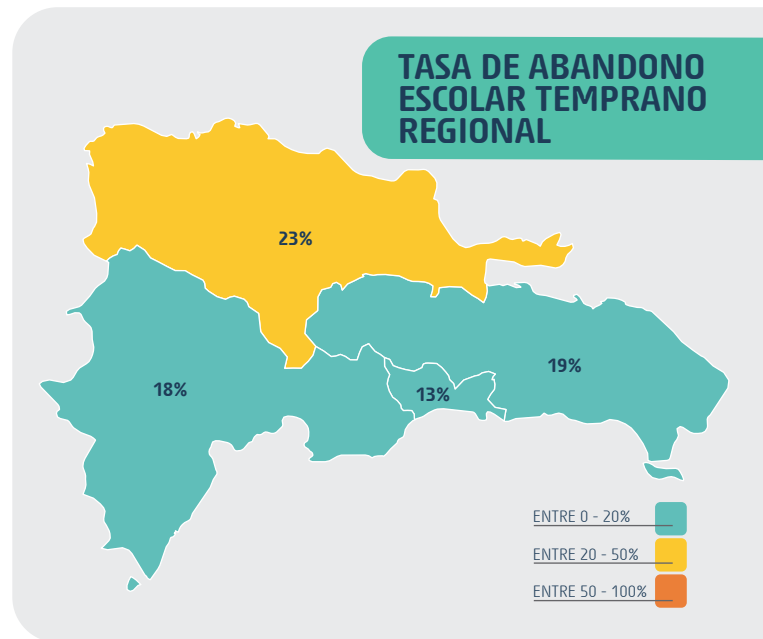 TASA DE ABANDONO
ESCOLAR TEMPRANO
REGIONAL
23%
18%
13%
19%
ENTRE 0 - 20%
ENTRE 20 - 50%
ENTRE 50 - 100%